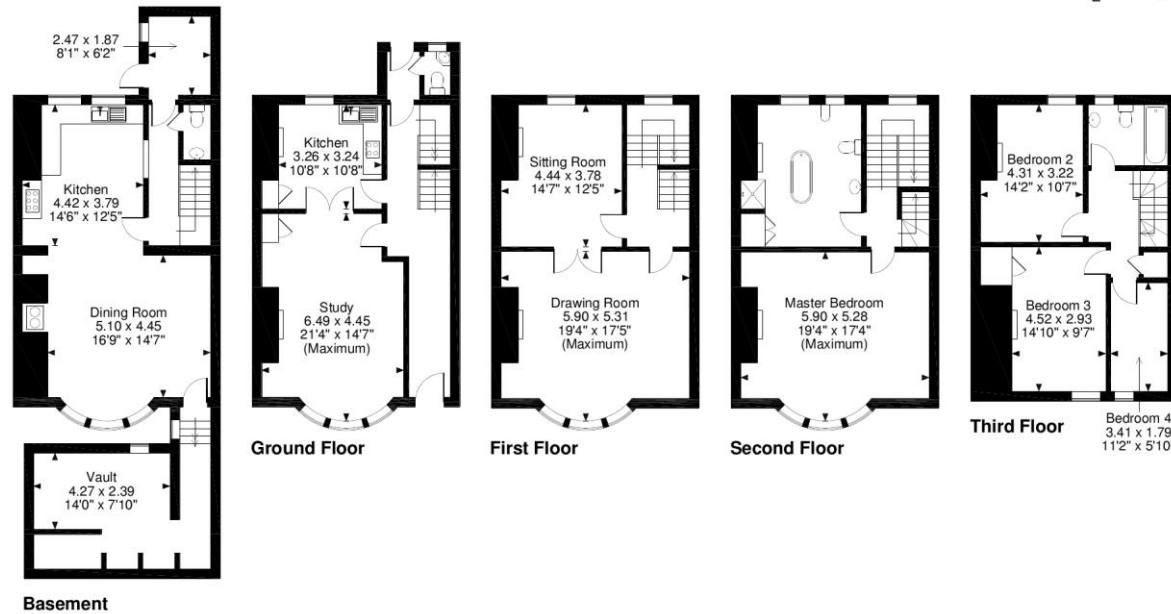 2.47 x 1.87
8'1" x 6'2"
Kitchen
4.42 x 3.79
14'6" x 12'5"
Dining Room
5.10 x 4.45
16'9" x 14'7"
Vault
4.27 x 2.39
14'0" x 7'10"
Basement
Kitchen
3.26 x 3.24
10'8" x 10'8"
Study
6.49 x 4.45
21'4" x 14'7"
(Maximum)
Ground Floor
Sitting Room
4.44 x 3.78
14'7" x 12'5"
Drawing Room
5.90 x 5.31
19'4" x 17'5"
(Maximum)
First Floor
Master Bedroom
5.90 x 5.28
19'4" x 17'4"
(Maximum)
Second Floor
Bedroom 2
4.31 x 3.22
14'2" x 10'7"
Bedroom 3
4.52 x 2.93
14'10" x 9'7"
Bedroom 4
3.41 x 1.79
11'2" x 5'10"
Third Floor